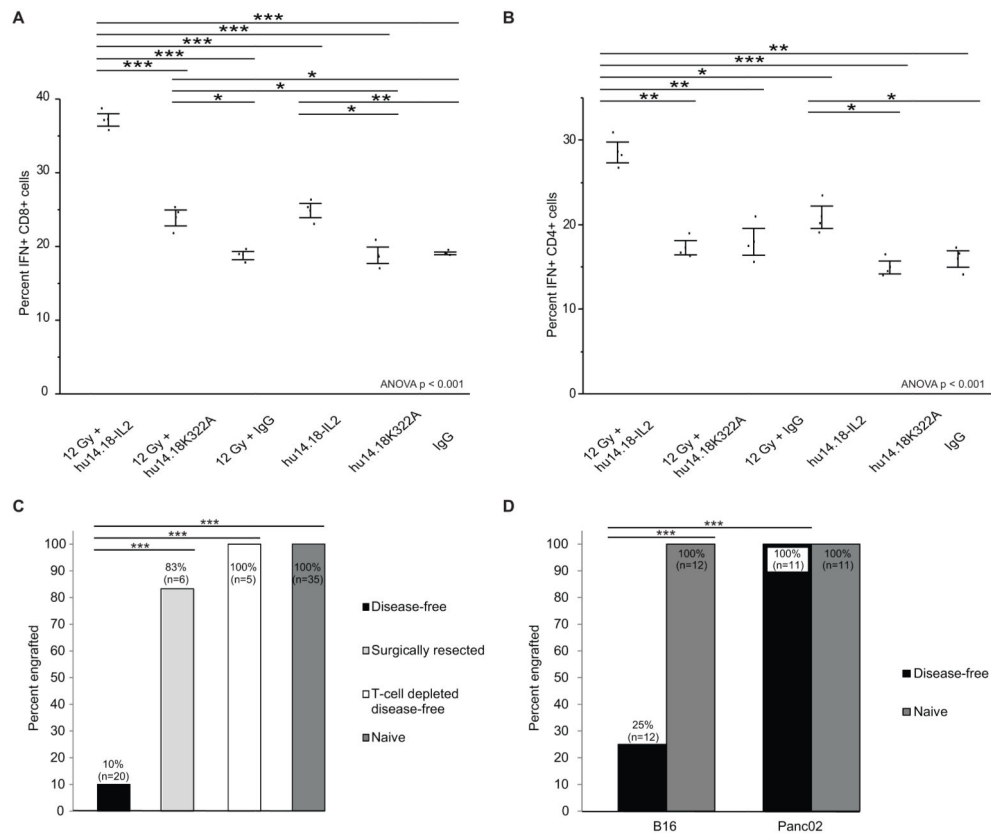 A
***
***
***
***
***
*
*
*
**
*
Percent IFN+ CD8+ cells
40
30
20
10
0
ANOVA p < 0.001
12 Gy +
hu14.18-IL2
12 Gy +
hu14.18K322A
12 Gy + IgG
hu14.18-IL2
hu14.18K322A
IgG
B
**
***
*
**
**
*
*
Percent IFN+ CD4+ cells
30
20
10
0
ANOVA p < 0.001
12 Gy +
hu14.18-IL2
12 Gy +
hu14.18K322A
12 Gy + IgG
hu14.18-IL2
hu14.18K322A
IgG
C
***
***
***
Percent engrafted
100
90
80
70
60
50
40
30
20
10
0
10%
(n=20)
83%
(n=6)
100%
(n=5)
100%
(n=35)
Disease-free
Surgically resected
T-cell depleted
disease-free
Naive
D
***
***
Percent engrafted
100
90
80
70
60
50
40
30
20
10
0
25%
(n=12)
100%
(n=12)
100%
(n=11)
100%
(n=11)
B16
Panc02
Disease-free
Naive